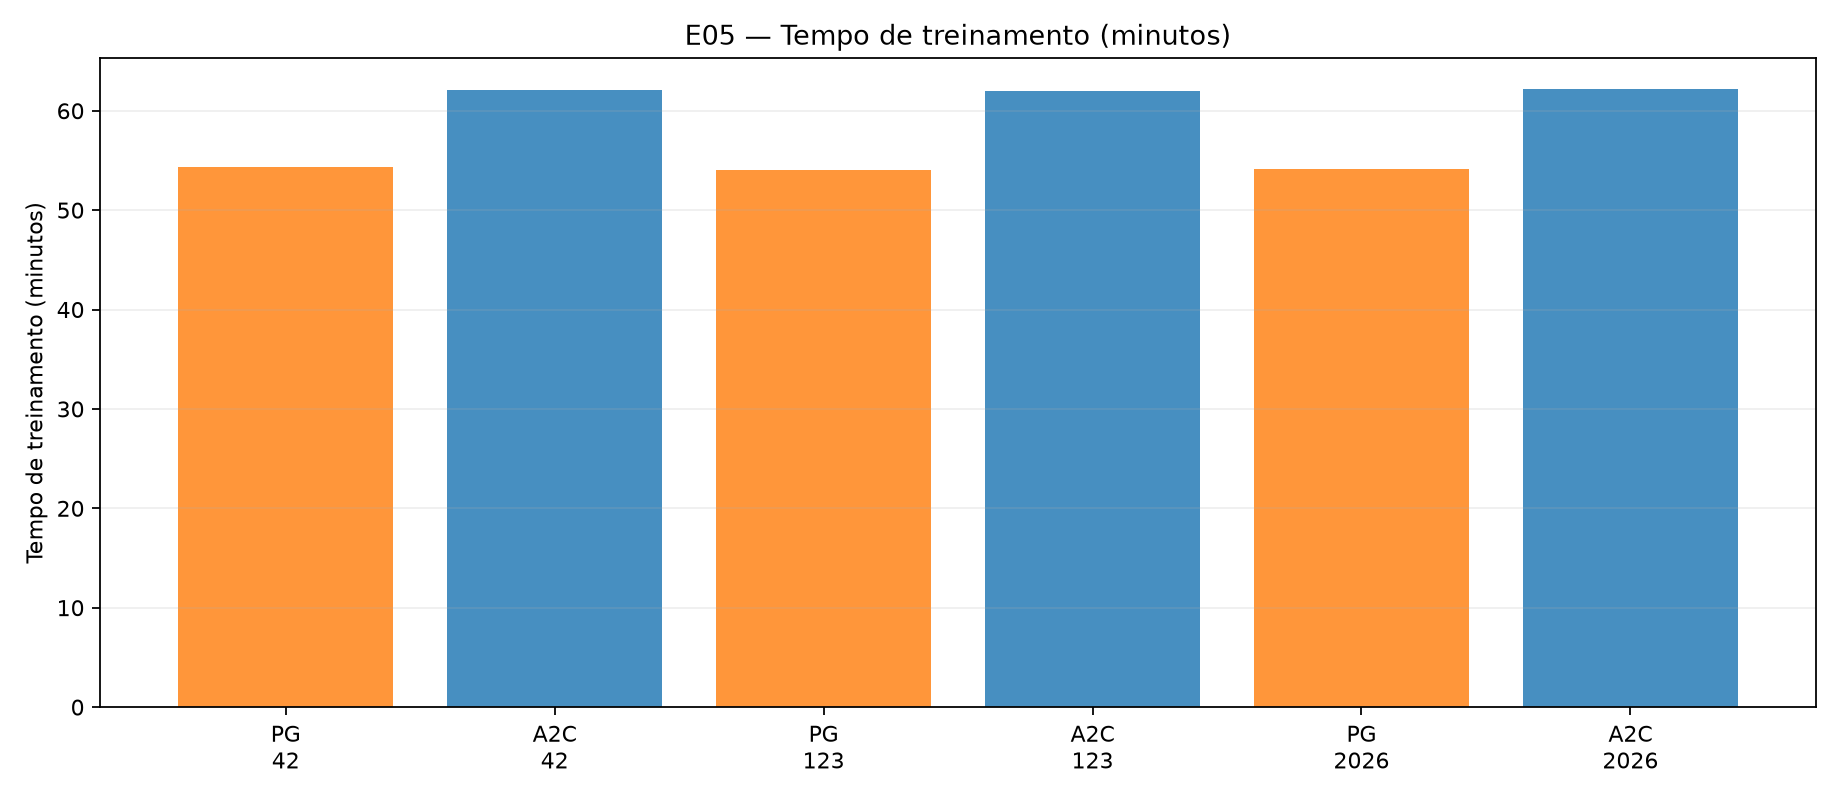 E05 — Tempo de treinamento (minutos)
Tempo de treinamento (minutos)
60
50
40
30
20
10
0
PG
42
A2C
42
PG
123
A2C
123
PG
2026
A2C
2026